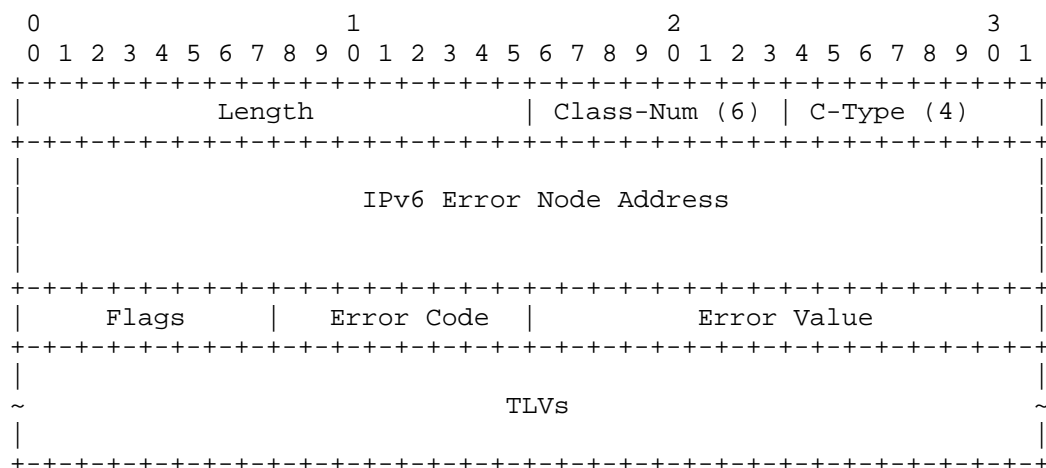 0                   1                   2                   3
 0 1 2 3 4 5 6 7 8 9 0 1 2 3 4 5 6 7 8 9 0 1 2 3 4 5 6 7 8 9 0 1
+-+-+-+-+-+-+-+-+-+-+-+-+-+-+-+-+-+-+-+-+-+-+-+-+-+-+-+-+-+-+-+-+
|            Length             | Class-Num (6) | C-Type (4)    |
+-+-+-+-+-+-+-+-+-+-+-+-+-+-+-+-+-+-+-+-+-+-+-+-+-+-+-+-+-+-+-+-+
|                                                               |
|                     IPv6 Error Node Address                   |
|                                                               |
|                                                               |
+-+-+-+-+-+-+-+-+-+-+-+-+-+-+-+-+-+-+-+-+-+-+-+-+-+-+-+-+-+-+-+-+
|     Flags     |   Error Code  |          Error Value          |
+-+-+-+-+-+-+-+-+-+-+-+-+-+-+-+-+-+-+-+-+-+-+-+-+-+-+-+-+-+-+-+-+
|                                                               |
~                              TLVs                             ~
|                                                               |
+-+-+-+-+-+-+-+-+-+-+-+-+-+-+-+-+-+-+-+-+-+-+-+-+-+-+-+-+-+-+-+-+